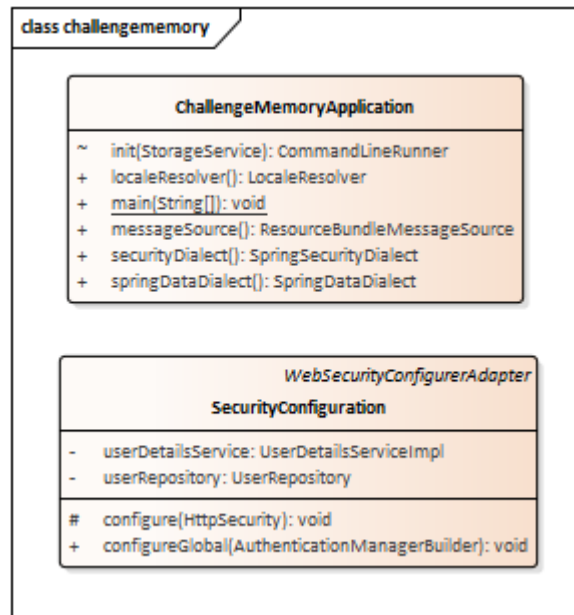 class challengememory
ChallengeMemoryApplication
~ init(StorageService): CommandLineRunner
+ localeResolver(): LocaleResolver
+ main(String[]): void
+ messageSource(): ResourceBundleMessageSource
+ securityDialect(): SpringSecurityDialect
+ springDataDialect(): SpringDataDialect
WebSecurityConfigurerAdapter
SecurityConfiguration
- userDetailsService: UserDetailsServiceImpl
- userRepository: UserRepository
# configure(HttpSecurity): void
+ configureGlobal(AuthenticationManagerBuilder): void